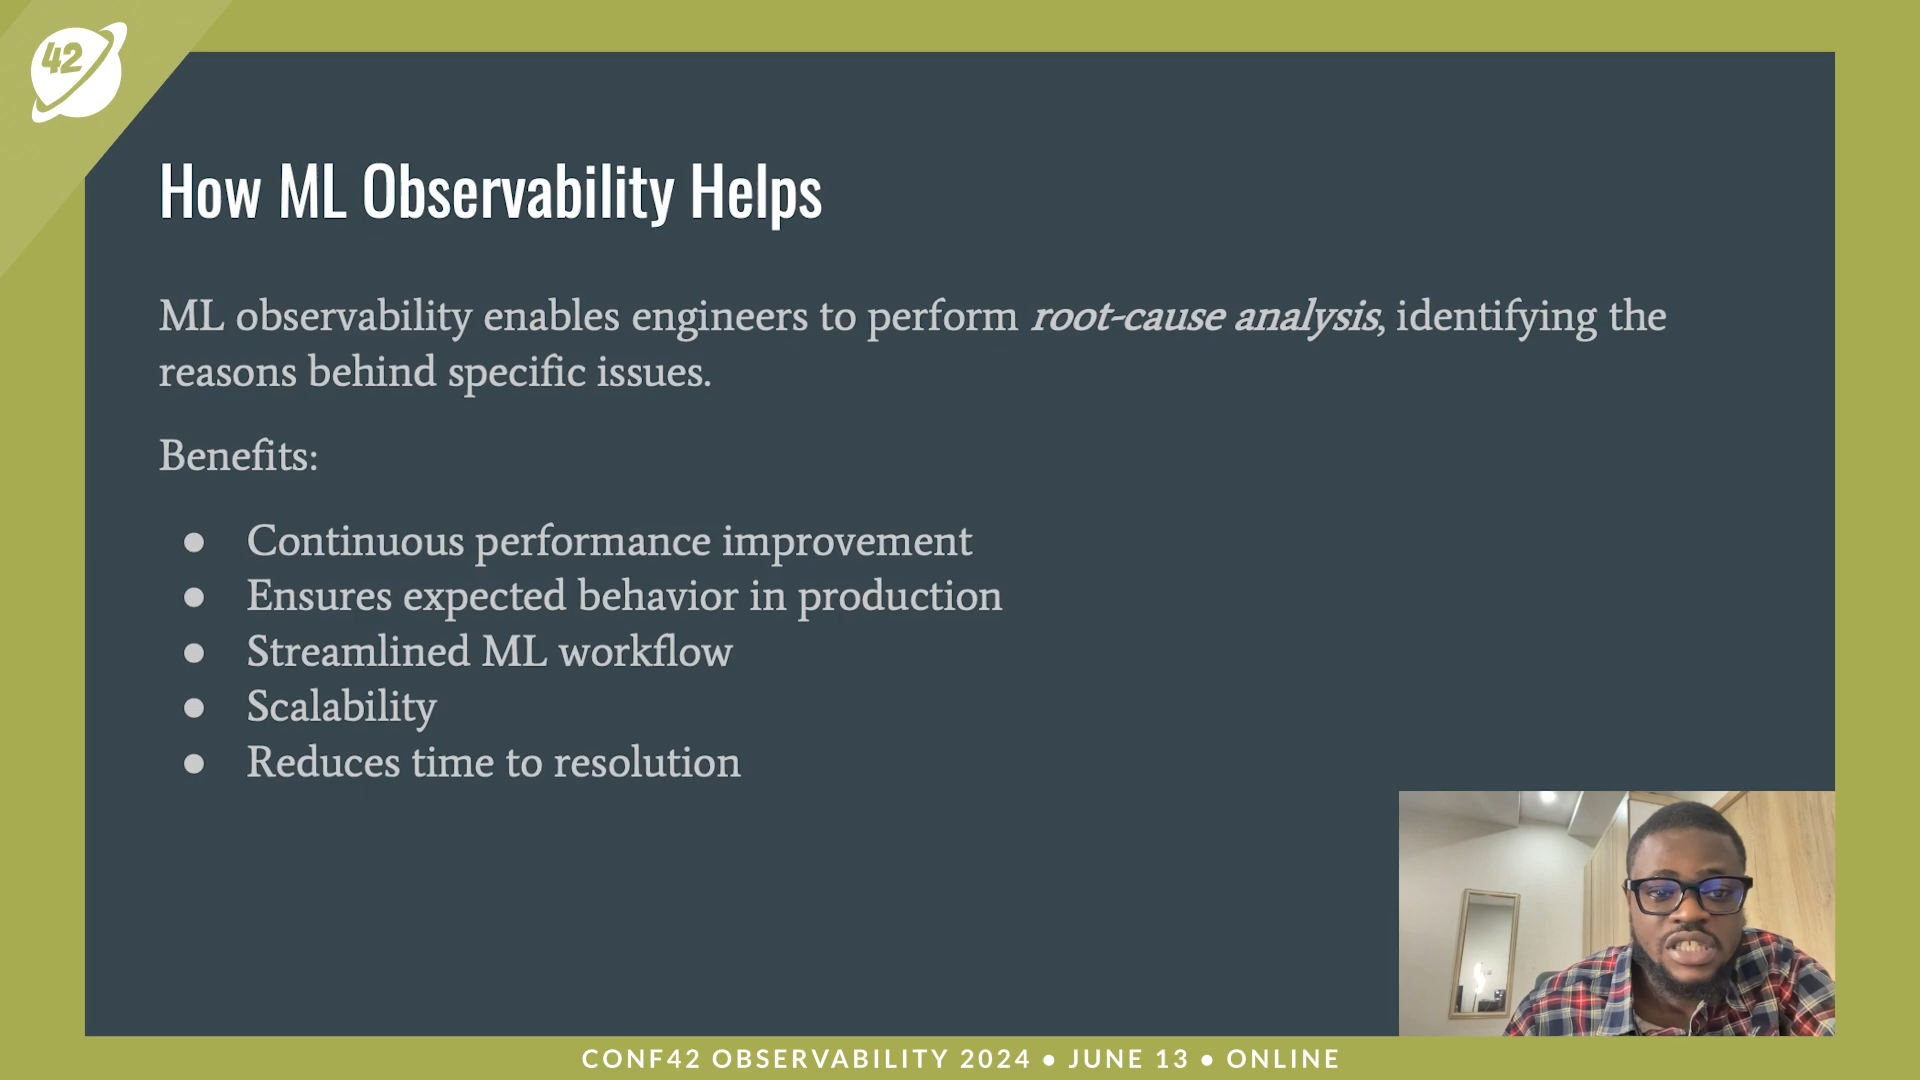 42
How ML Observability Helps
ML observability enables engineers to perform root-cause analysis, identifying the
reasons behind specific issues.
Benefits:
● Continuous performance improvement
● Ensures expected behavior in production
● Streamlined ML workflow
● Scalability
● Reduces time to resolution
CONF42 OBSERVABILITY 2024 ● JUNE 13 ● ONLINE